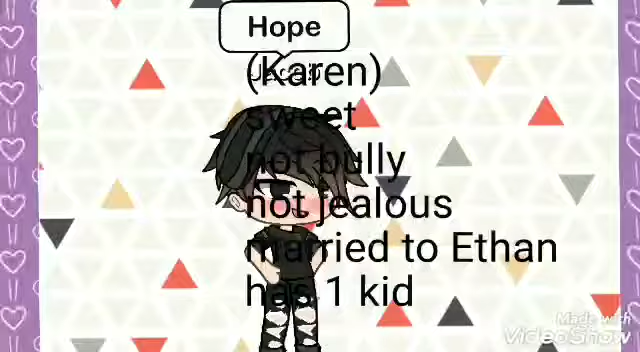 Hope
(Karen)
sweet
not bully
not jealous
married to Ethan
has 1 kid
Made with
VideoShow